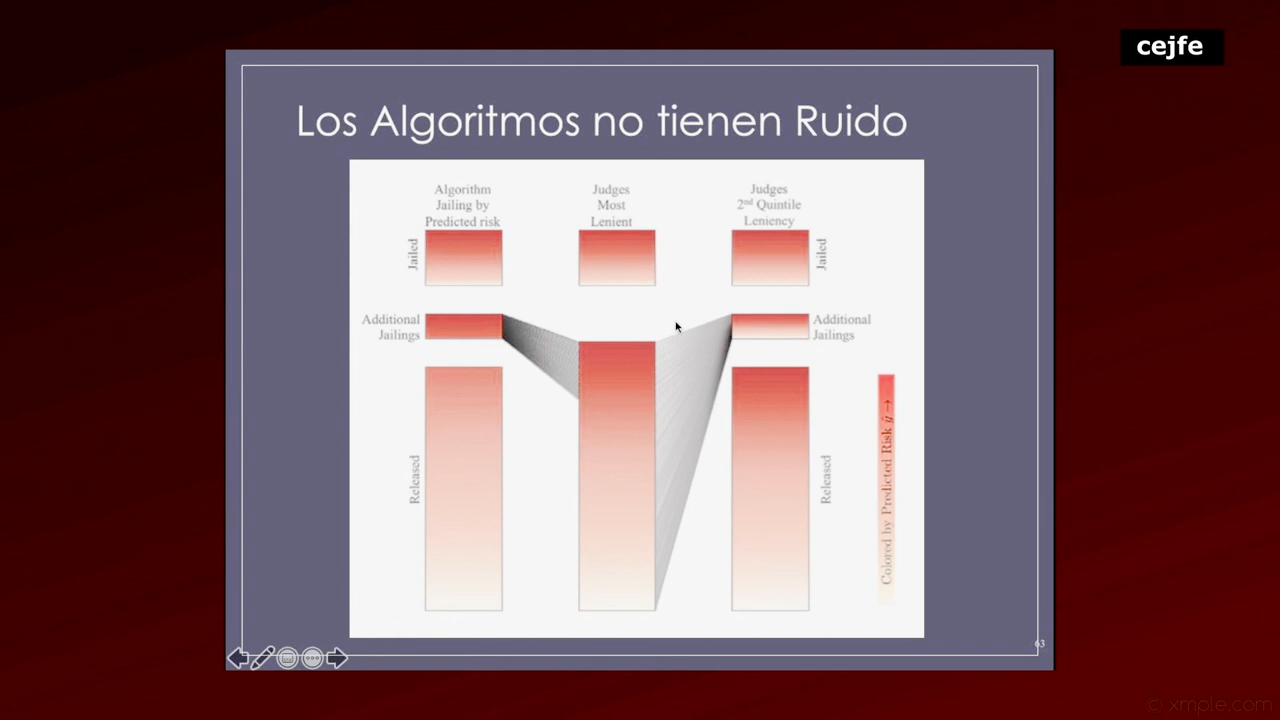 cejfe
Los Algoritmos no tienen Ruido
Algorithm
Jailing by
Predicted risk
Judges
Most
Lenient
Judges
2nd Quintile
Leniency
Jailed
Jailed
Additional
Jailings
Additional
Jailings
Released
Released
Colored by Predicted Risk ŷ →
63
© xmple.com